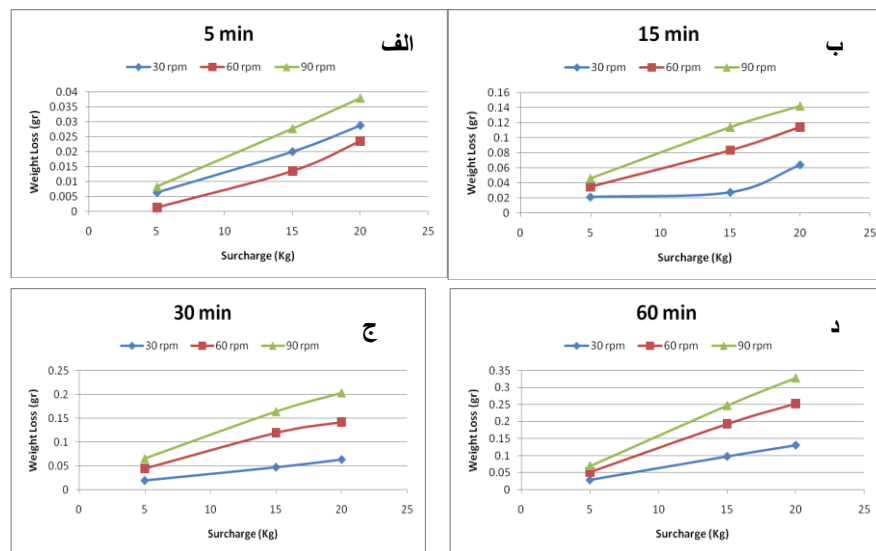 5 min
الف
30 rpm 60 rpm 90 rpm
Weight Loss (gr)
0.04
0.035
0.03
0.025
0.02
0.015
0.01
0.005
0
0 5 10 15 20 25
Surcharge (Kg)
15 min
ب
30 rpm 60 rpm 90 rpm
Weight Loss (gr)
0.16
0.14
0.12
0.1
0.08
0.06
0.04
0.02
0
0 5 10 15 20 25
Surcharge (Kg)
30 min
ج
30 rpm 60 rpm 90 rpm
Weight Loss (gr)
0.25
0.2
0.15
0.1
0.05
0
0 5 10 15 20 25
Surcharge (Kg)
60 min
د
30 rpm 60 rpm 90 rpm
Weight Loss (gr)
0.35
0.3
0.25
0.2
0.15
0.1
0.05
0
0 5 10 15 20 25
Surcharge (Kg)